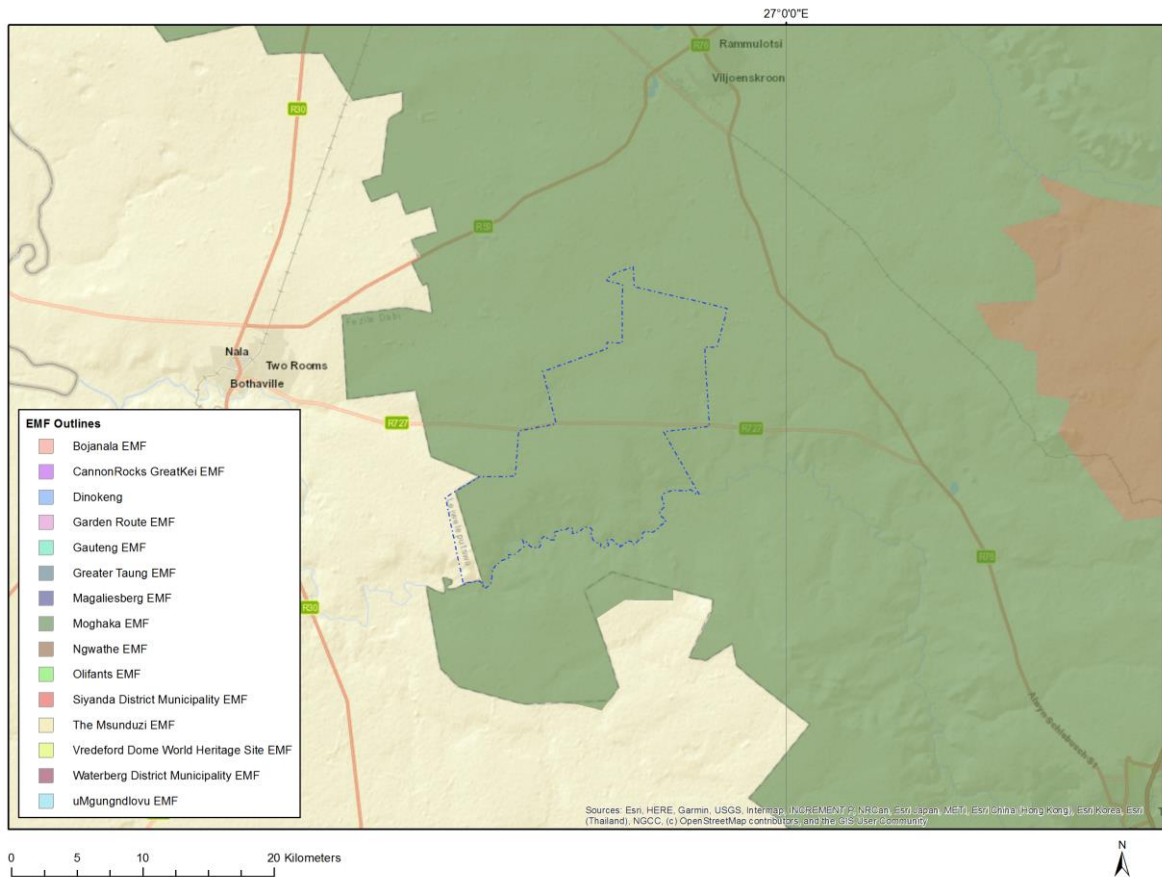 27°0'0"E
Rammulotsi
R76
Viljoenskroon
R30
Fezile Dabi
Nala
Two Rooms
Bothaville
R727
R727
Lejweleputswa
R30
R76
EMF Outlines
Bojanala EMF
CannonRocks GreatKei EMF
Dinokeng
Garden Route EMF
Gauteng EMF
Greater Taung EMF
Magaliesberg EMF
Moghaka EMF
Ngwathe EMF
Olifants EMF
Siyanda District Municipality EMF
The Msunduzi EMF
Vredeford Dome World Heritage Site EMF
Waterberg District Municipality EMF
uMgungndlovu EMF
Sources: Esri, HERE, Garmin, USGS, Intermap, INCREMENT P, NRCan, Esri Japan, METI, Esri China (Hong Kong), Esri Korea, Esri
(Thailand), NGCC, (c) OpenStreetMap contributors, and the GIS User Community
0 5 10 20 Kilometers
N